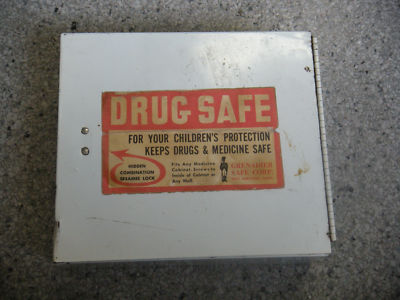 DRUG SAFE
FOR YOUR CHILDREN'S PROTECTION
KEEPS DRUGS & MEDICINE SAFE
HIDDEN
COMBINATION
SESAMEE LOCK
Fits Any Medicine
Cabinet. Screws to
Inside of Cabinet or
Any Wall.
GRENADIER
SAFE CORP.